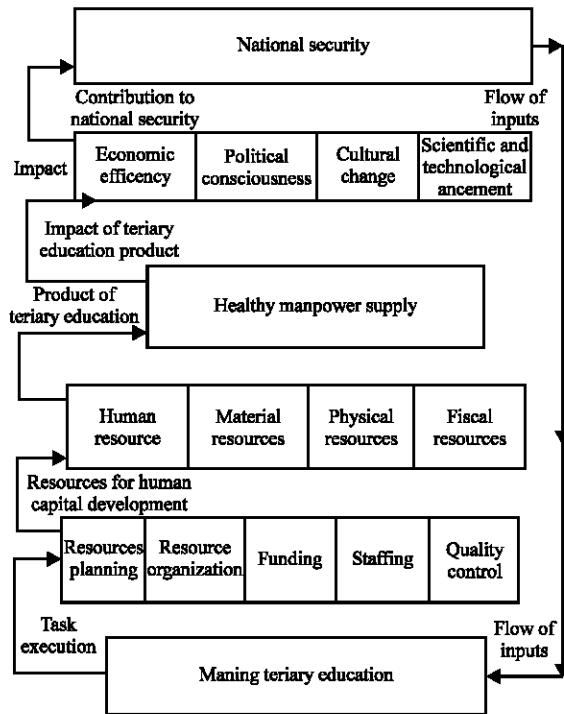 National security
Contribution to
national security
Flow of
inputs
Impact
Economic
efficency
Political
consciousness
Cultural
change
Scientific and
technological
ancement
Impact of teriary
education product
Product of
teriary education
Healthy manpower supply
Human
resource
Material
resources
Physical
resources
Fiscal
resources
Resources for human
capital development
Resources
planning
Resource
organization
Funding
Staffing
Quality
control
Task
execution
Flow of
inputs
Maning teriary education